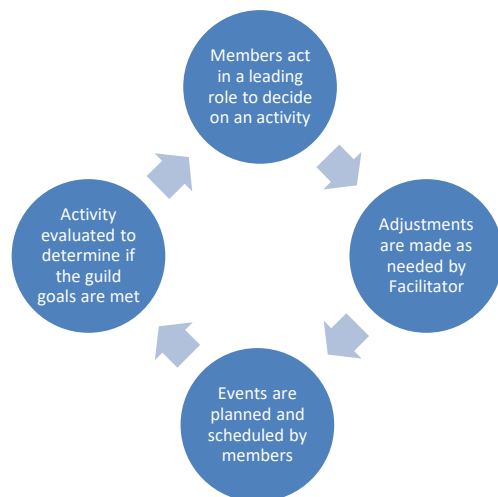 Members act
in a leading
role to decide
on an activity
Adjustments
are made as
needed by
Facilitator
Events are
planned and
scheduled by
members
Activity
evaluated to
determine if
the guild
goals are met